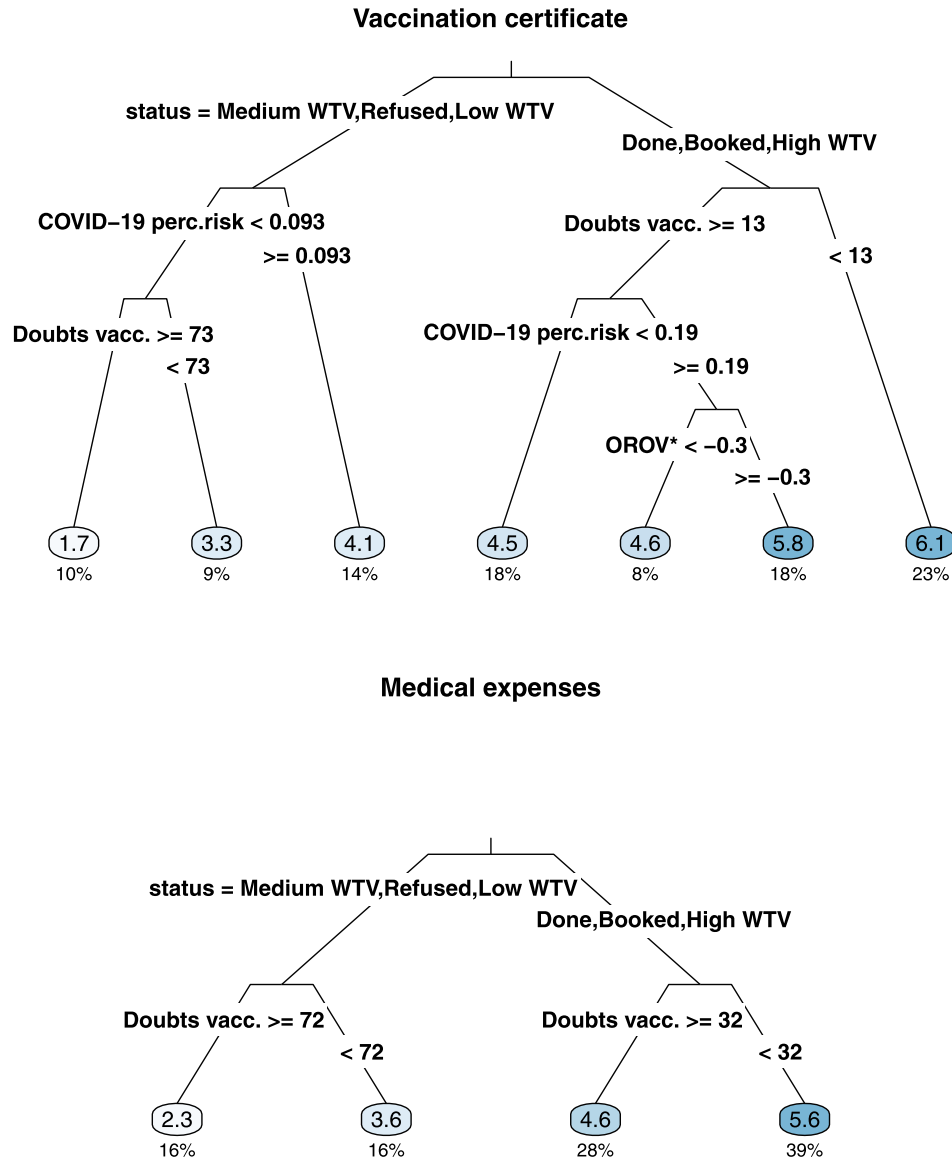 Vaccination certificate
status = Medium WTV,Refused,Low WTV
Done,Booked,High WTV
COVID−19 perc.risk < 0.093
>= 0.093
Doubts vacc. >= 13
< 13
Doubts vacc. >= 73
< 73
COVID−19 perc.risk < 0.19
>= 0.19
OROV* < −0.3
>= −0.3
1.7 3.3 4.1 4.5 4.6 5.8 6.1
10% 9% 14% 18% 8% 18% 23%
Medical expenses
status = Medium WTV,Refused,Low WTV
Done,Booked,High WTV
Doubts vacc. >= 72
< 72
Doubts vacc. >= 32
< 32
2.3 3.6 4.6 5.6
16% 16% 28% 39%